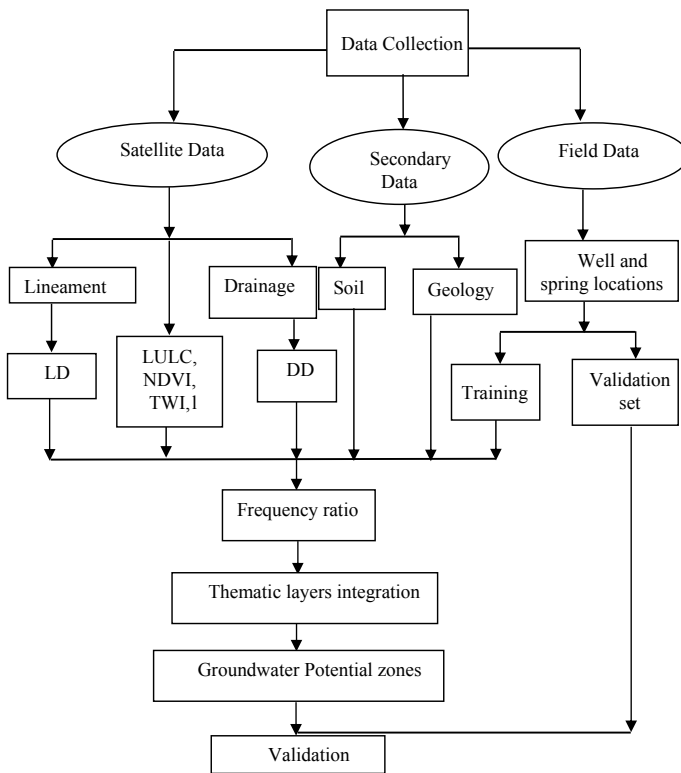 Data Collection
Satellite Data
Secondary
Data
Field Data
Lineament
Drainage
Soil
Geology
Well and
spring locations
LD
LULC,
NDVI,
TWI,l
DD
Training
Validation
set
Frequency ratio
Thematic layers integration
Groundwater Potential zones
Validation